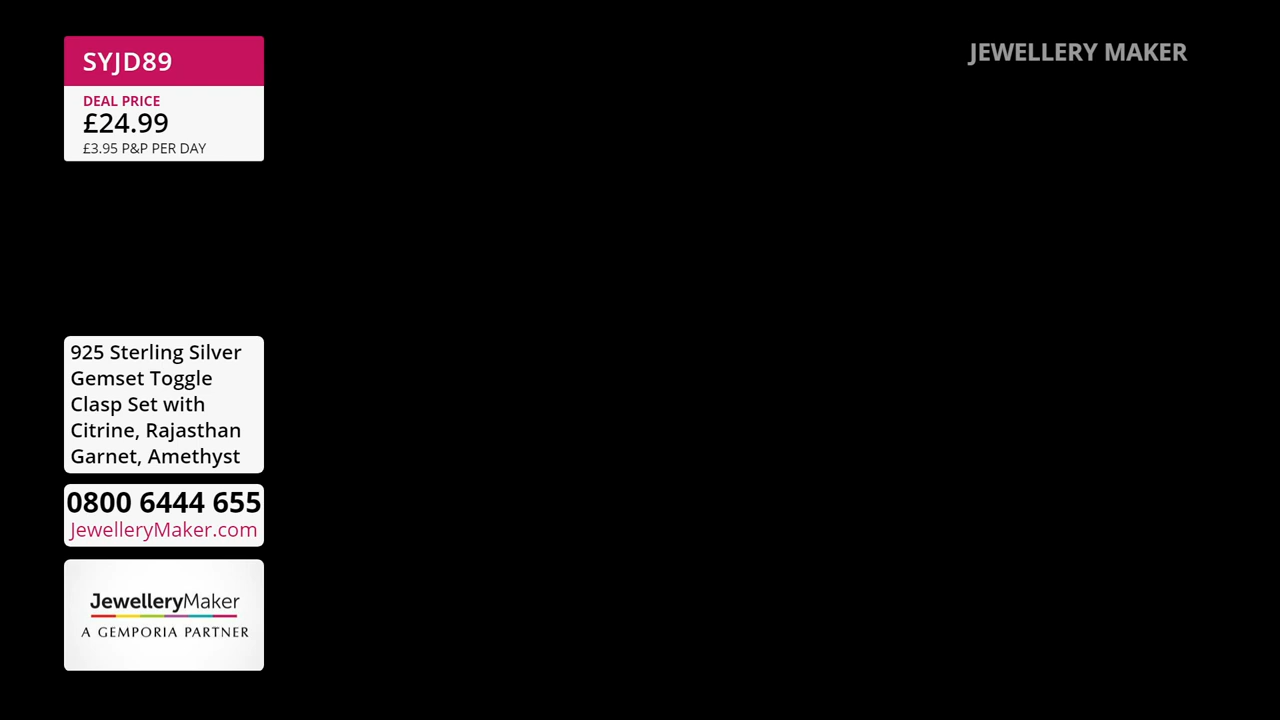 SYJD89
DEAL PRICE
£24.99
£3.95 P&P PER DAY
JEWELLERY MAKER
925 Sterling Silver
Gemset Toggle
Clasp Set with
Citrine, Rajasthan
Garnet, Amethyst
0800 6444 655
JewelleryMaker.com
JewelleryMaker
A GEMPORIA PARTNER